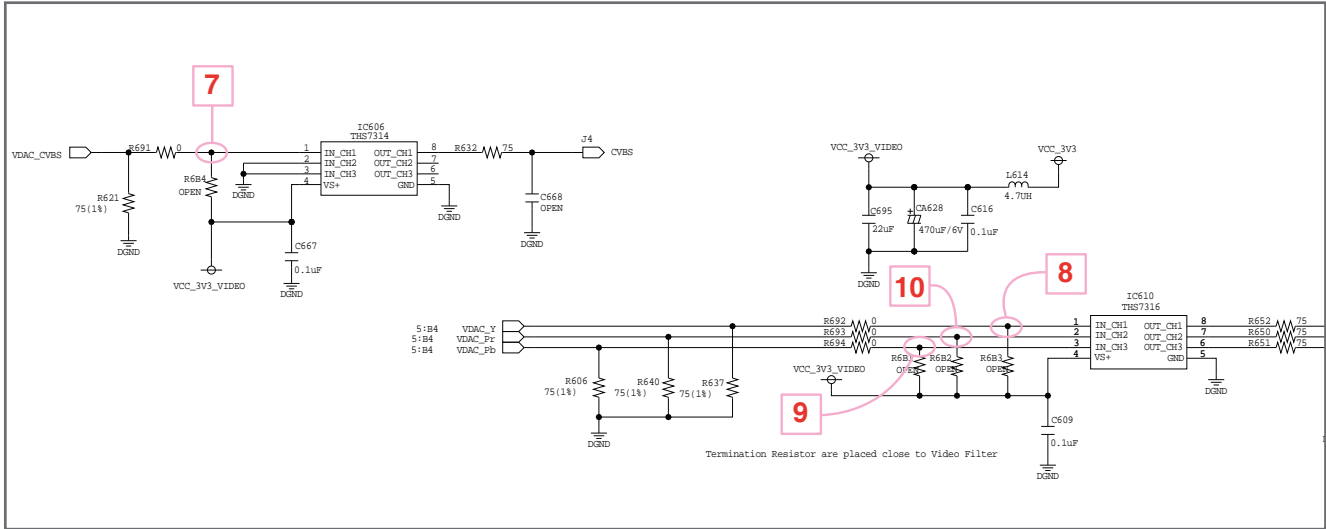 7
IC606
THS7314
VDAC_CVBS
R691 0
1 IN_CH1 OUT_CH1 8
2 IN_CH2 OUT_CH2 7
3 IN_CH3 OUT_CH3 6
4 VS+ GND 5
R632 75
J4
CVBS
R6B4
OPEN
DGND
R621
75(1%)
DGND
C668
OPEN
DGND
DGND
C667
0.1uF
DGND
VCC_3V3_VIDEO
VCC_3V3_VIDEO
VCC_3V3
L614
4.7UH
C695
22uF
CA628
+
470uF/6V
C616
0.1uF
DGND
10
8
IC610
THS7316
5:B4 VDAC_Y
5:B4 VDAC_Pr
5:B4 VDAC_Pb
R692 0
R693 0
R694 0
1 IN_CH1 OUT_CH1 8
2 IN_CH2 OUT_CH2 7
3 IN_CH3 OUT_CH3 6
4 VS+ GND 5
R652 75
R650 75
R651 75
VCC_3V3_VIDEO
R6B1
OPEN
R6B2
OPEN
R6B3
OPEN
DGND
R606
75(1%)
R640
75(1%)
R637
75(1%)
9
DGND
C609
0.1uF
DGND
Termination Resistor are placed close to Video Filter